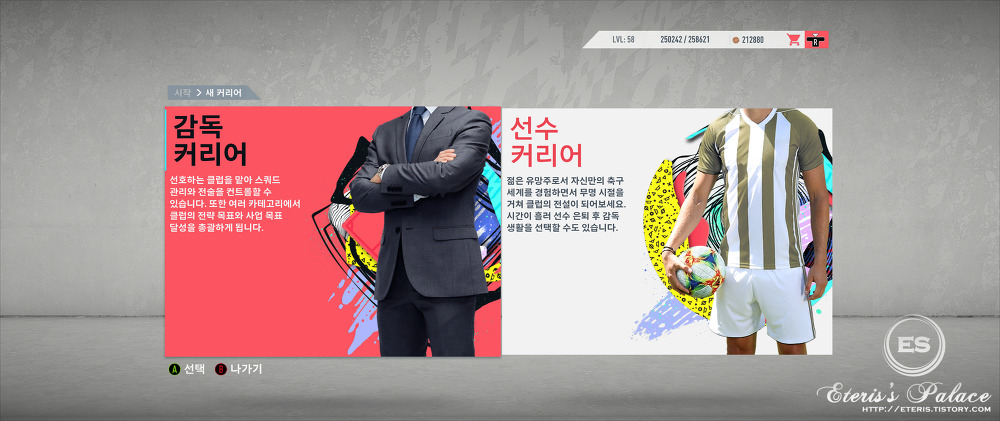 LVL: 58 250242 / 258621 212880 R
시작 > 새 커리어
감독
커리어
선호하는 클럽을 맡아 스쿼드
관리와 전술을 컨트롤할 수
있습니다. 또한 여러 카테고리에서
클럽의 전략 목표와 사업 목표
달성을 총괄하게 됩니다.
선수
커리어
젊은 유망주로서 자신만의 축구
세계를 경험하면서 무명 시절을
거쳐 클럽의 전설이 되어보세요.
시간이 흘러 선수 은퇴 후 감독
생활을 선택할 수도 있습니다.
A 선택 B 나가기
ES
Eteris's Palace
HTTP://ETERIS.TISTORY.COM